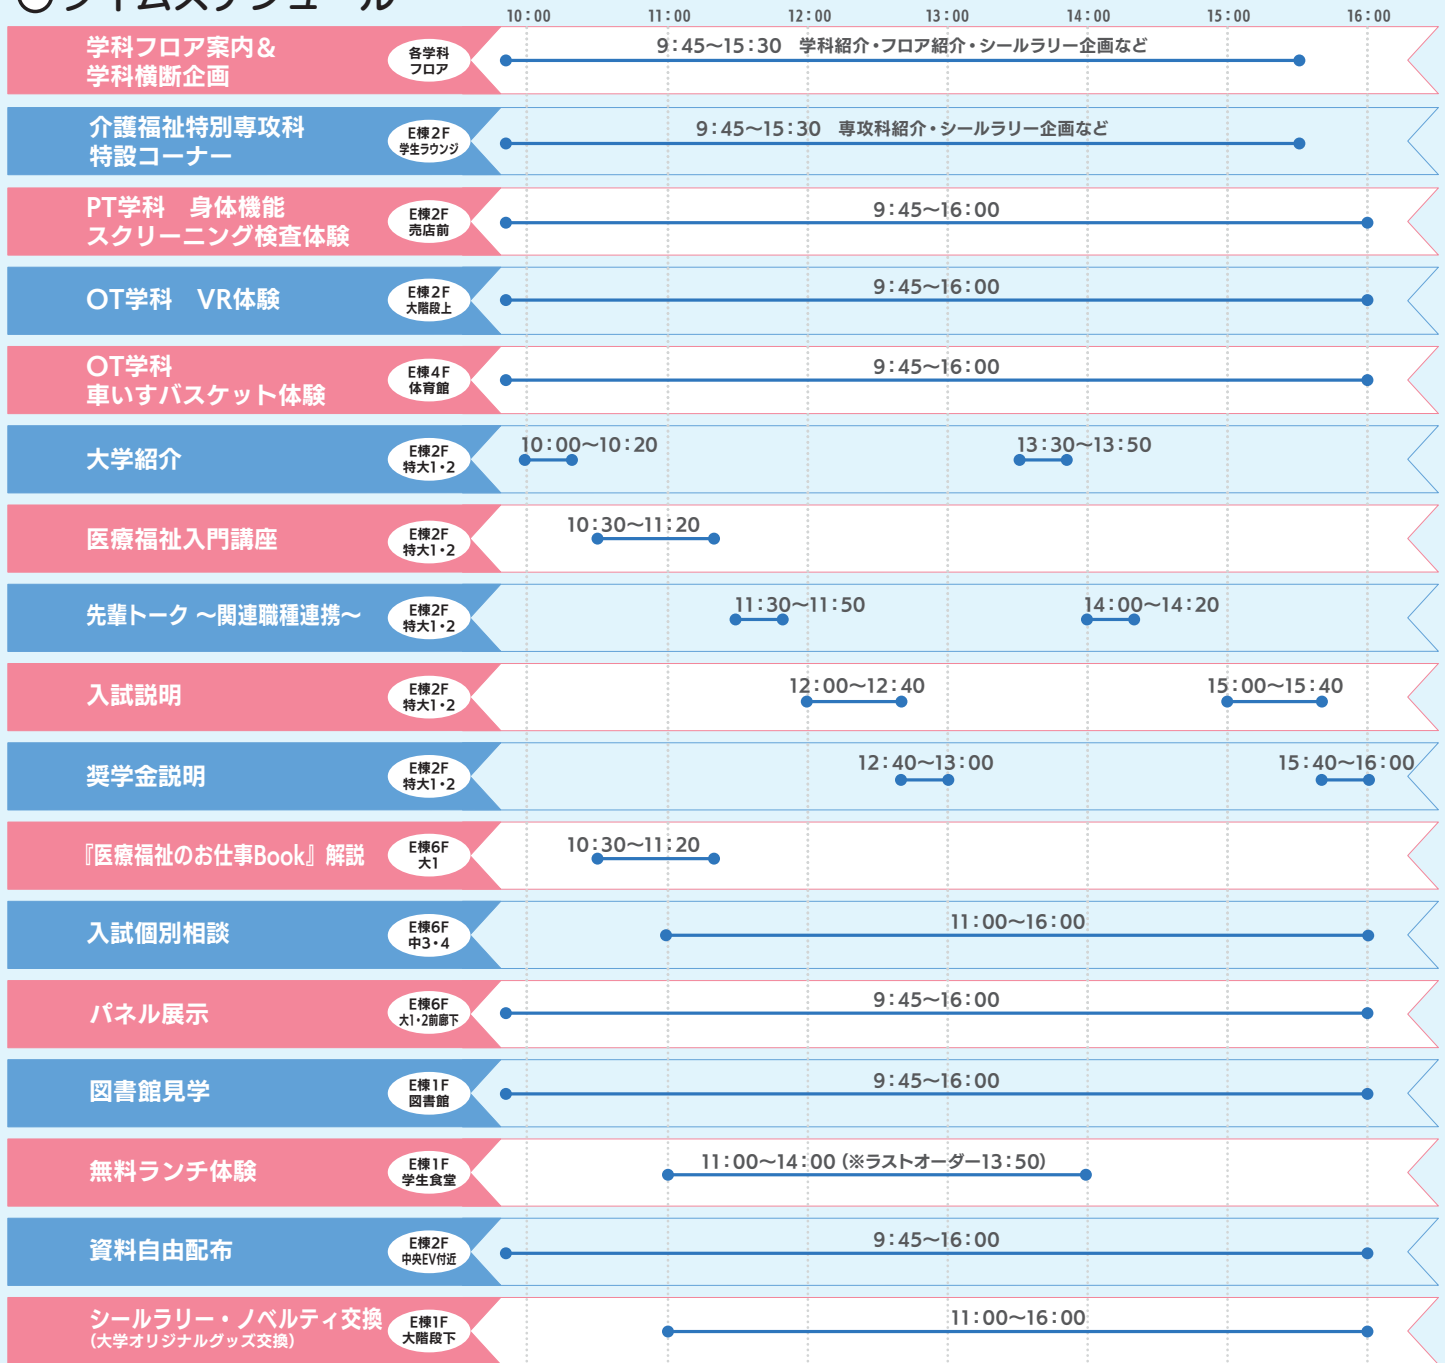 タイムスケジュール
10:00 11:00 12:00 13:00 14:00 15:00 16:00
学科フロア案内&
学科横断企画
各学科
フロア
9:45〜15:30　学科紹介・フロア紹介・シールラリー企画など
介護福祉特別専攻科
特設コーナー
E棟2F
学生ラウンジ
9:45〜15:30　専攻科紹介・シールラリー企画など
PT学科　身体機能
スクリーニング検査体験
E棟2F
売店前
9:45〜16:00
OT学科　VR体験
E棟2F
大階段上
9:45〜16:00
OT学科
車いすバスケット体験
E棟4F
体育館
9:45〜16:00
大学紹介
E棟2F
特大1・2
10:00〜10:20 13:30〜13:50
医療福祉入門講座
E棟2F
特大1・2
10:30〜11:20
先輩トーク 〜関連職種連携〜
E棟2F
特大1・2
11:30〜11:50 14:00〜14:20
入試説明
E棟2F
特大1・2
12:00〜12:40 15:00〜15:40
奨学金説明
E棟2F
特大1・2
12:40〜13:00 15:40〜16:00
『医療福祉のお仕事Book』解説
E棟6F
大1
10:30〜11:20
入試個別相談
E棟6F
中3・4
11:00〜16:00
パネル展示
E棟6F
大1・2前廊下
9:45〜16:00
図書館見学
E棟1F
図書館
9:45〜16:00
無料ランチ体験
E棟1F
学生食堂
11:00〜14:00(※ラストオーダー13:50)
資料自由配布
E棟2F
中央EV付近
9:45〜16:00
シールラリー・ノベルティ交換
(大学オリジナルグッズ交換)
E棟1F
大階段下
11:00〜16:00